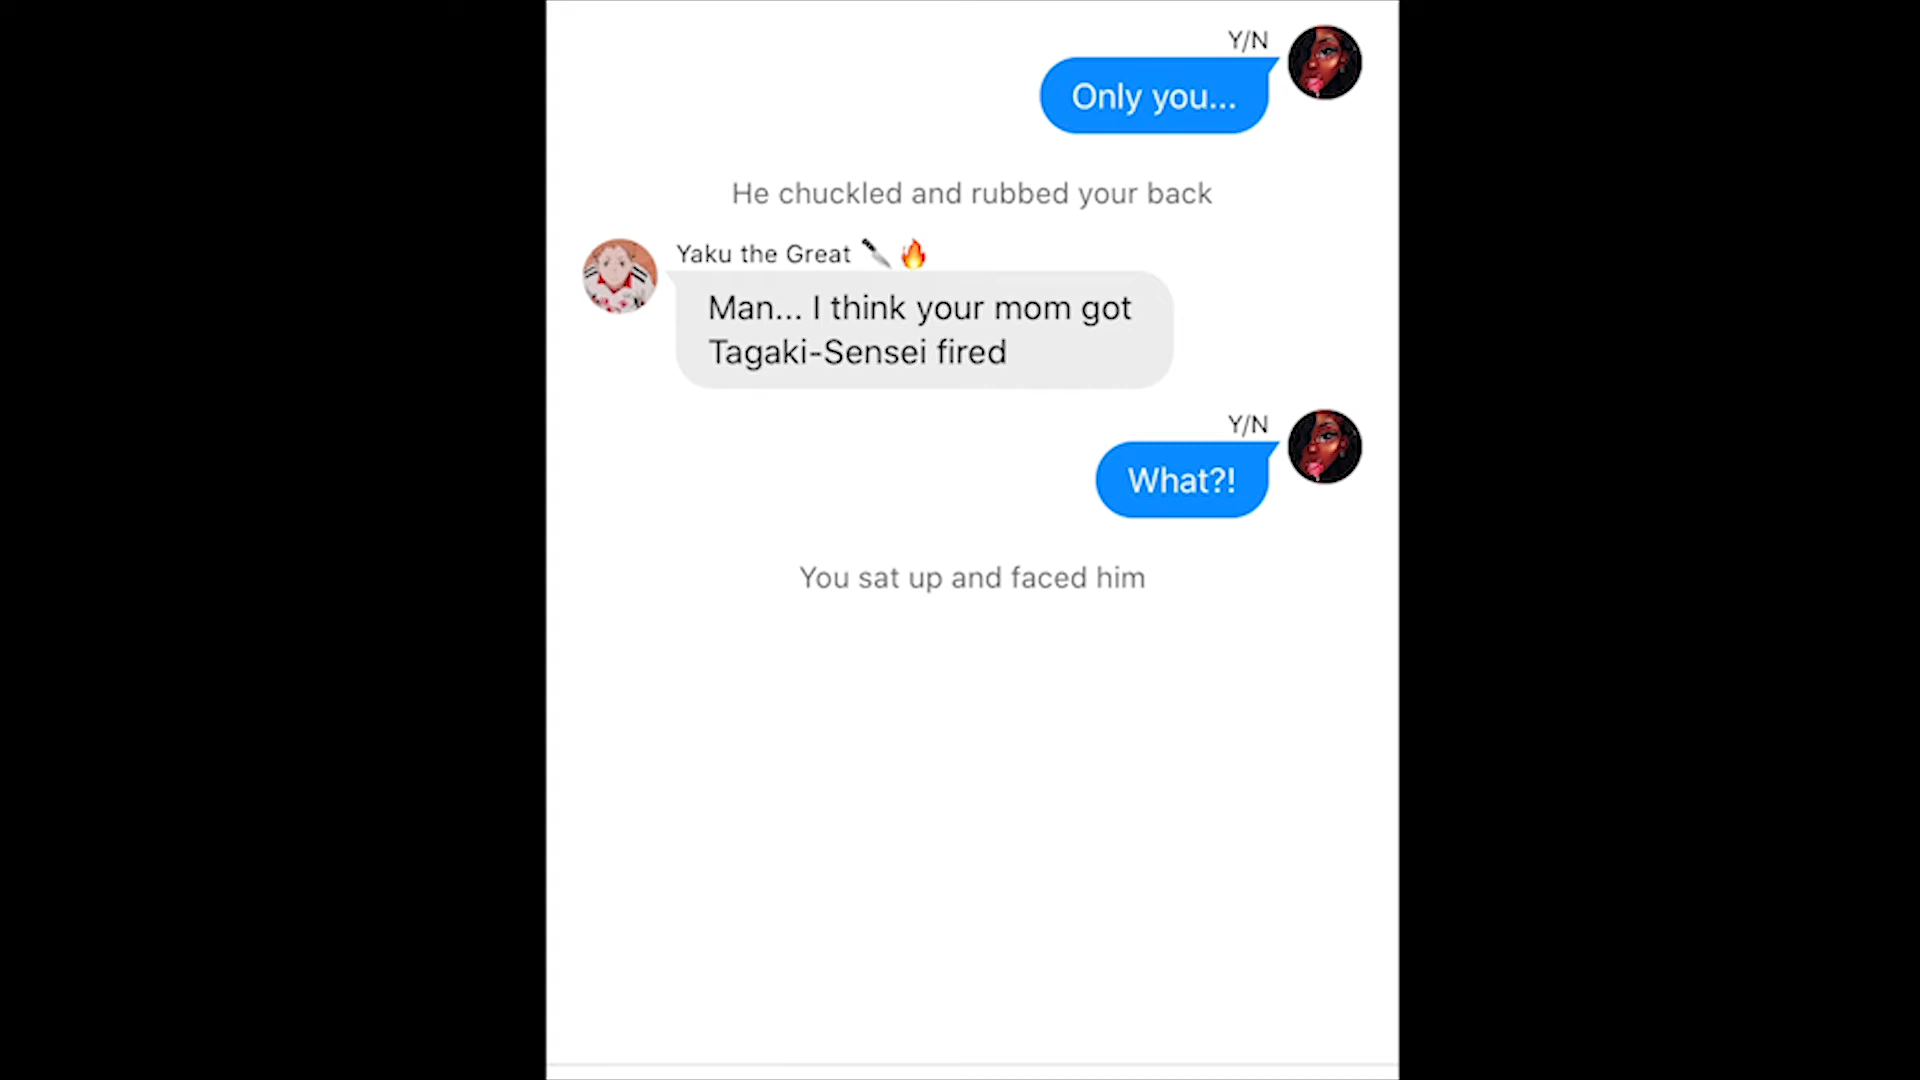 Y/N
Only you...
He chuckled and rubbed your back
Yaku the Great 🔪 🔥
Man... I think your mom got
Tagaki-Sensei fired
Y/N
What?!
You sat up and faced him